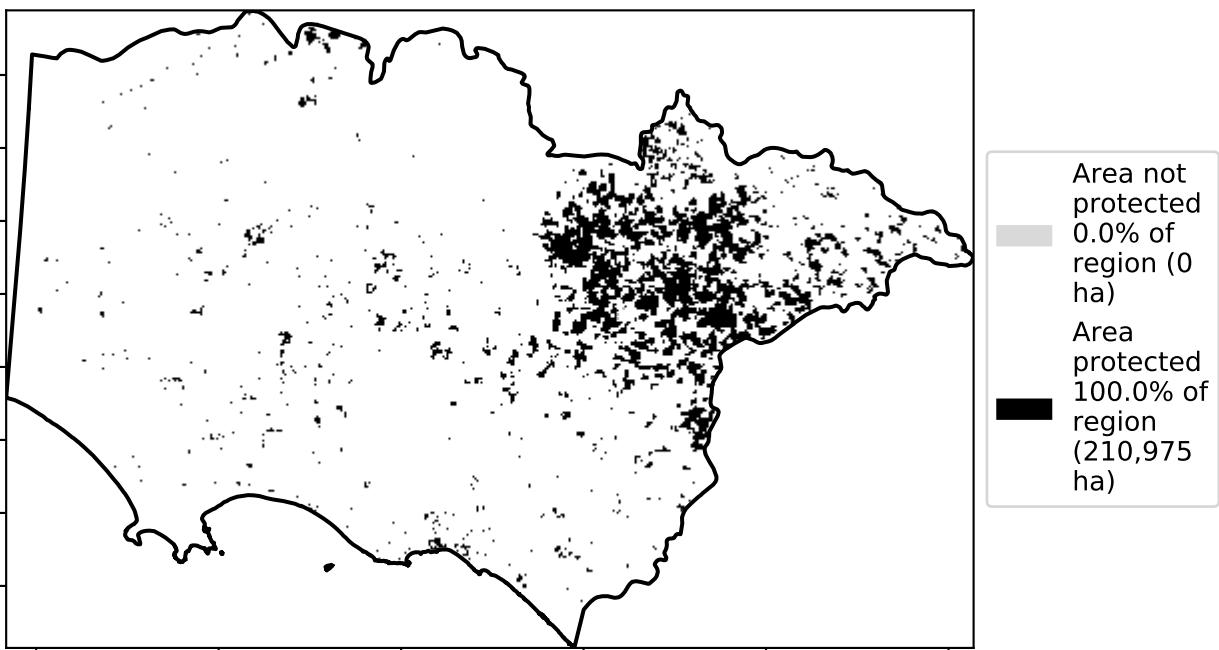 Area not
protected
0.0% of
region (0
ha)
Area
protected
100.0% of
region
(210,975
ha)